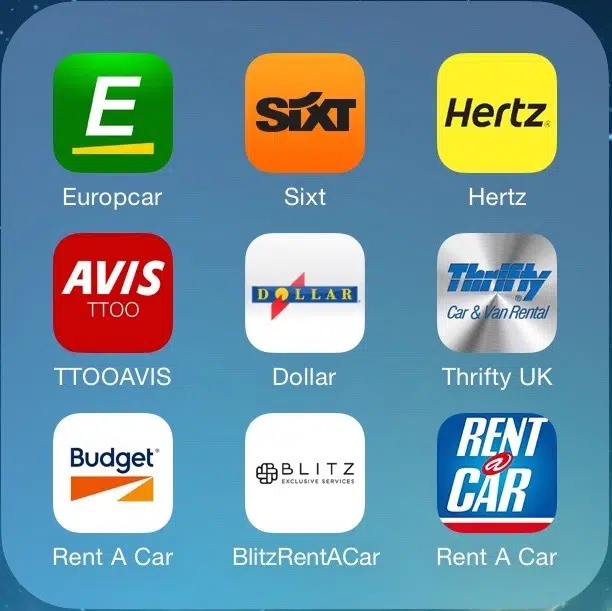 E
SixT
Hertz®
Europcar
Sixt
Hertz
AVIS
TTOO
DOLLAR
Thrifty®
Car & Van Rental
TTOOAVIS
Dollar
Thrifty UK
Budget®
BLITZ
EXCLUSIVE SERVICES
RENT
@
CAR
Rent A Car
BlitzRentACar
Rent A Car